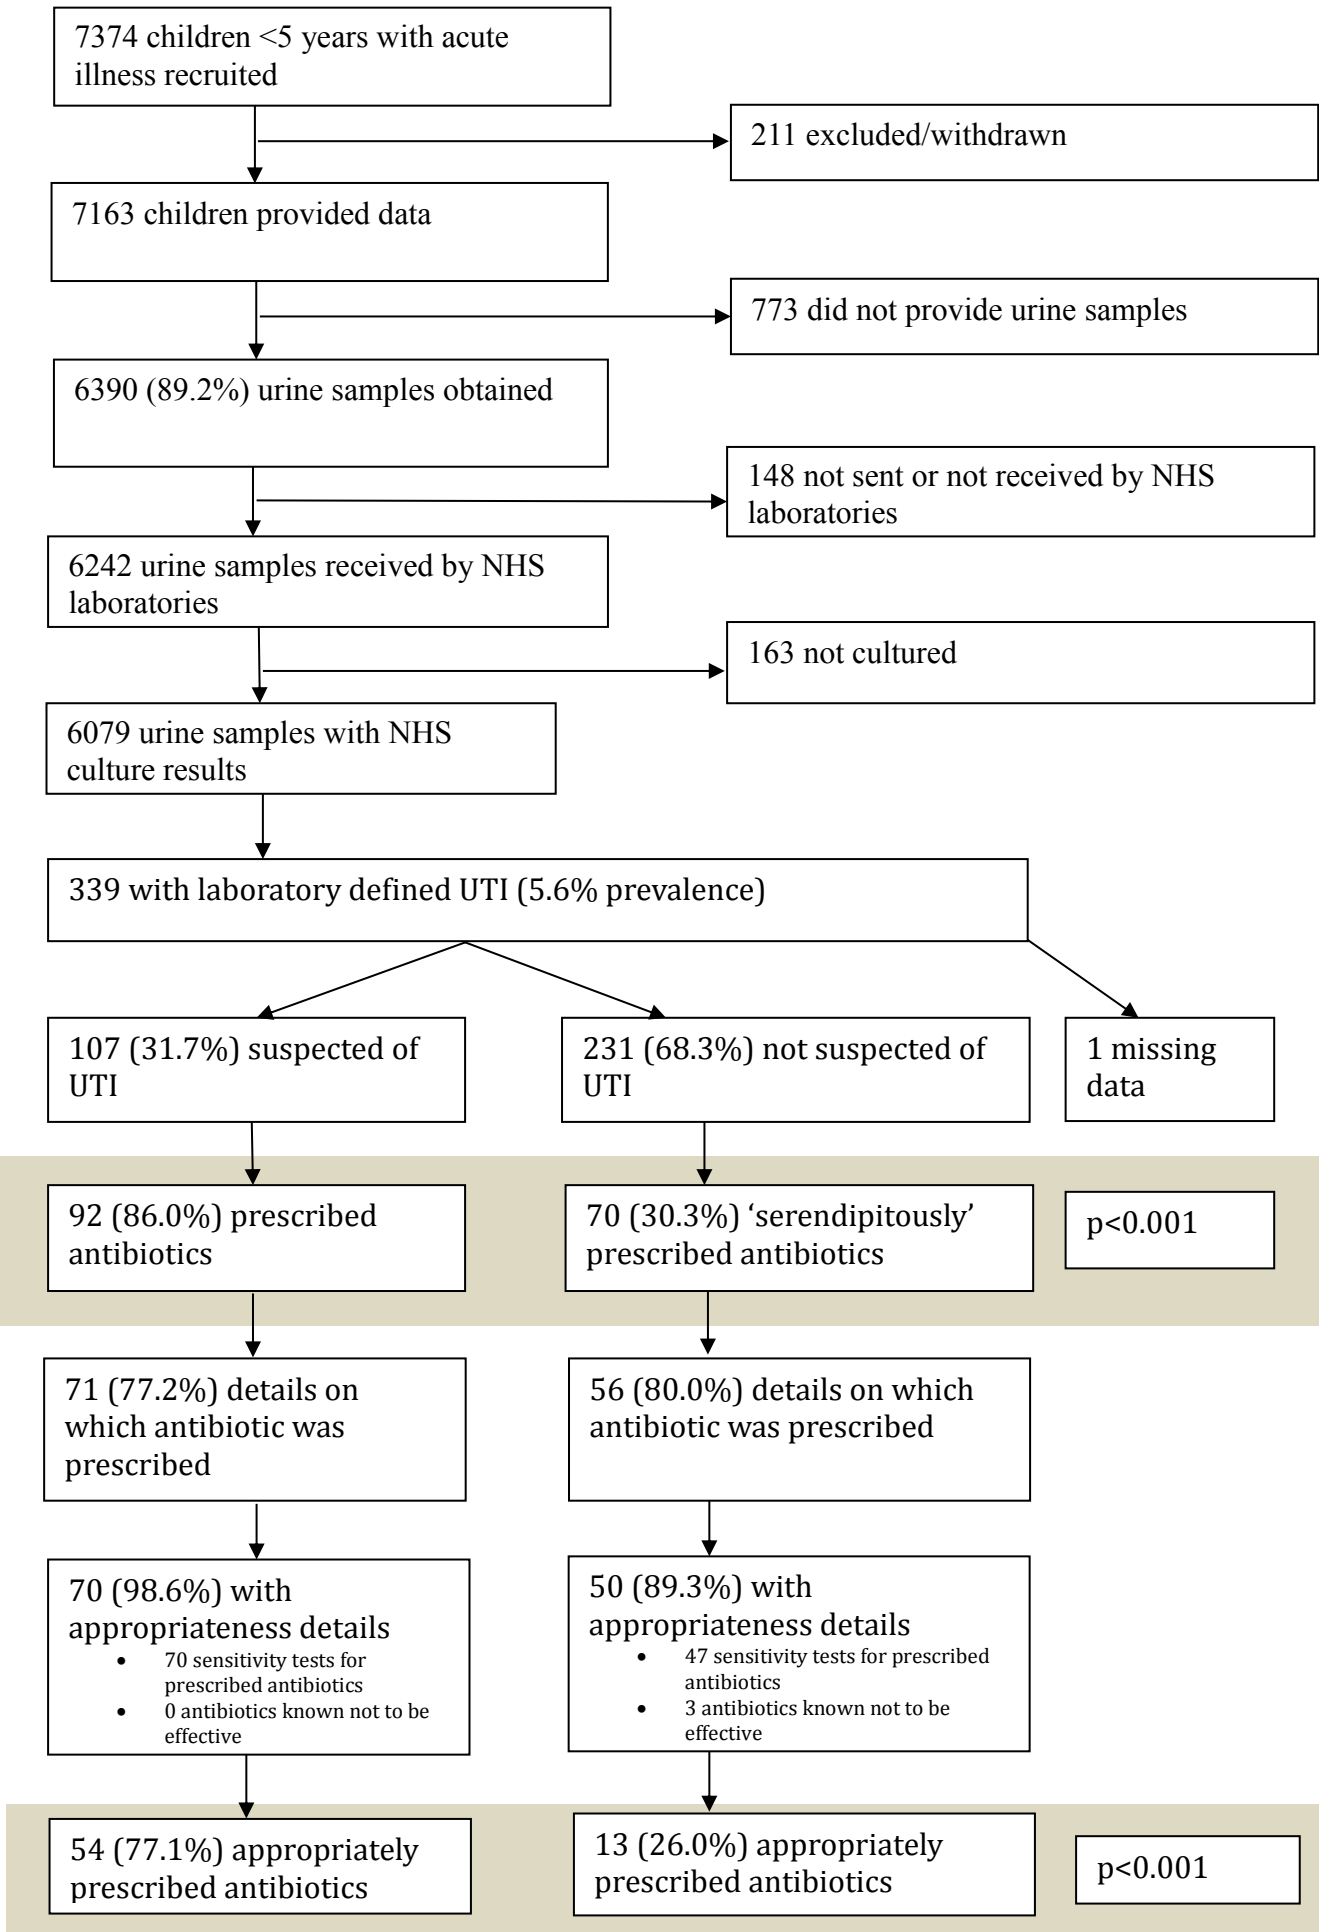 7374 children <5 years with acute
illness recruited
211 excluded/withdrawn
7163 children provided data
773 did not provide urine samples
6390 (89.2%) urine samples obtained
148 not sent or not received by NHS
laboratories
6242 urine samples received by NHS
laboratories
163 not cultured
6079 urine samples with NHS
culture results
339 with laboratory defined UTI (5.6% prevalence)
107 (31.7%) suspected of
UTI
231 (68.3%) not suspected of
UTI
1 missing
data
92 (86.0%) prescribed
antibiotics
70 (30.3%) ‘serendipitously’
prescribed antibiotics
p<0.001
71 (77.2%) details on
which antibiotic was
prescribed
56 (80.0%) details on which
antibiotic was prescribed
70 (98.6%) with
appropriateness details
• 70 sensitivity tests for
prescribed antibiotics
• 0 antibiotics known not to be
effective
50 (89.3%) with
appropriateness details
• 47 sensitivity tests for prescribed
antibiotics
• 3 antibiotics known not to be
effective
54 (77.1%) appropriately
prescribed antibiotics
13 (26.0%) appropriately
prescribed antibiotics
p<0.001